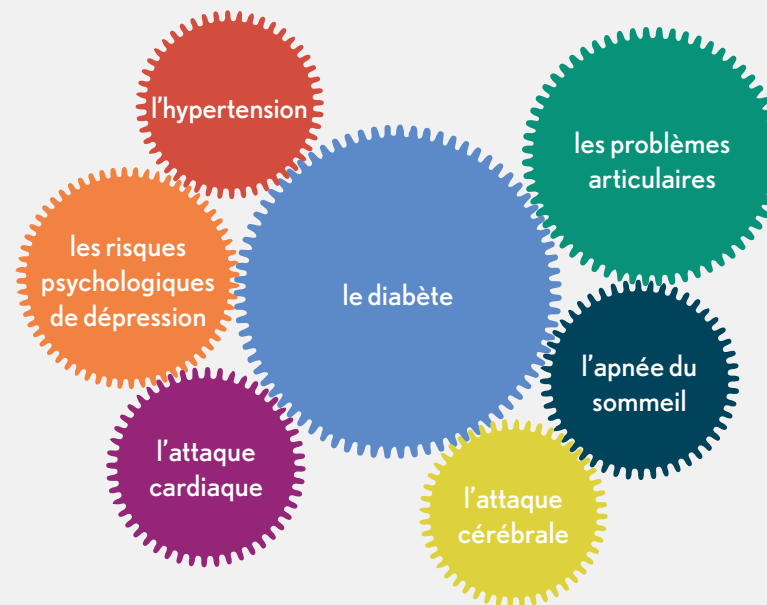 l'hypertension
les problèmes
articulaires
les risques
psychologiques
de dépression
le diabète
l'apnée du
sommeil
l'attaque
cardiaque
l'attaque
cérébrale